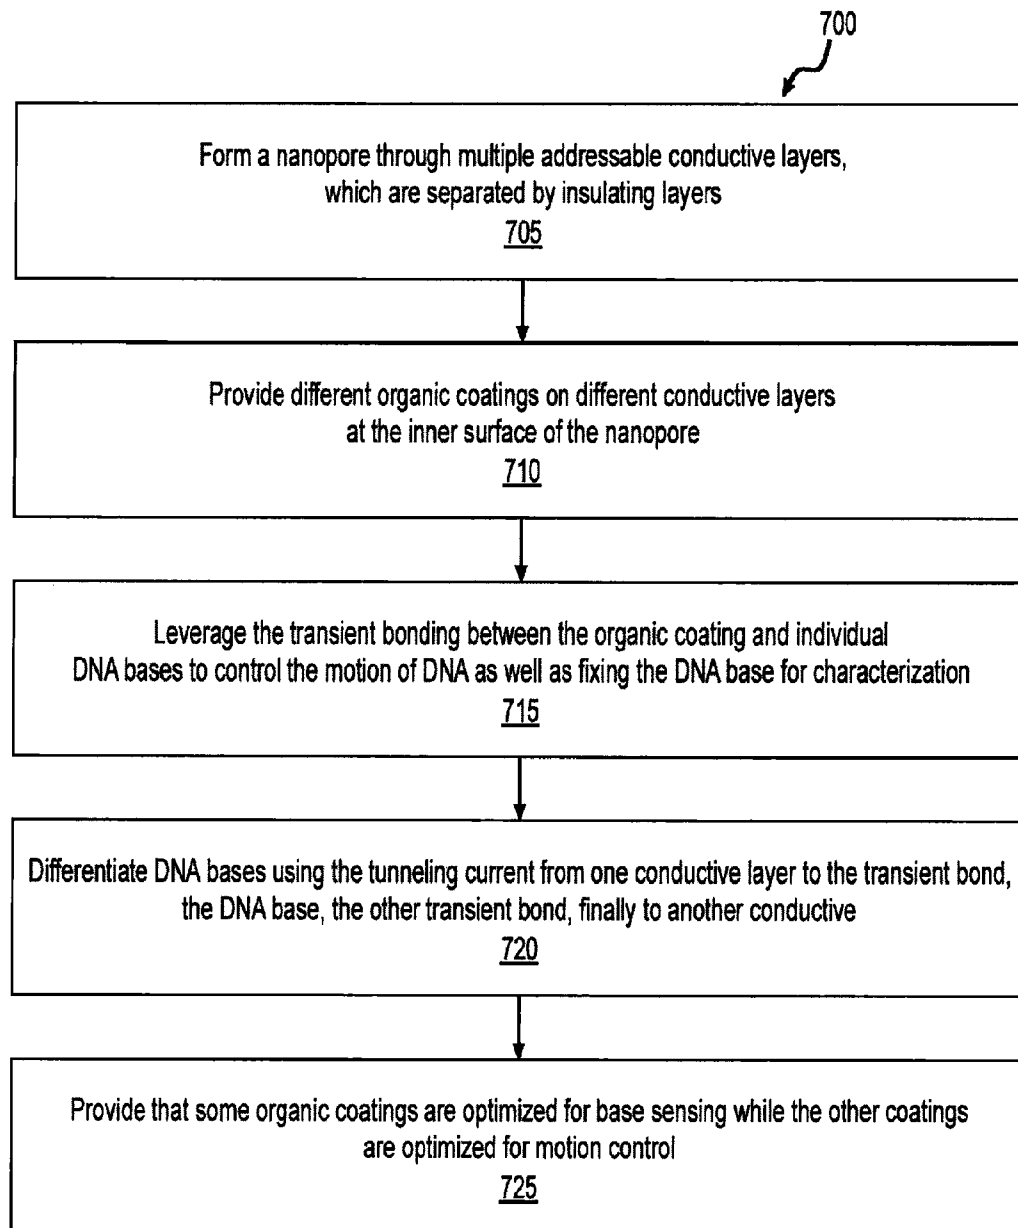 700
Form a nanopore through multiple addressable conductive layers,
which are separated by insulating layers
705
Provide different organic coatings on different conductive layers
at the inner surface of the nanopore
710
Leverage the transient bonding between the organic coating and individual
DNA bases to control the motion of DNA as well as fixing the DNA base for characterization
715
Differentiate DNA bases using the tunneling current from one conductive layer to the transient bond,
the DNA base, the other transient bond, finally to another conductive
720
Provide that some organic coatings are optimized for base sensing while the other coatings
are optimized for motion control
725